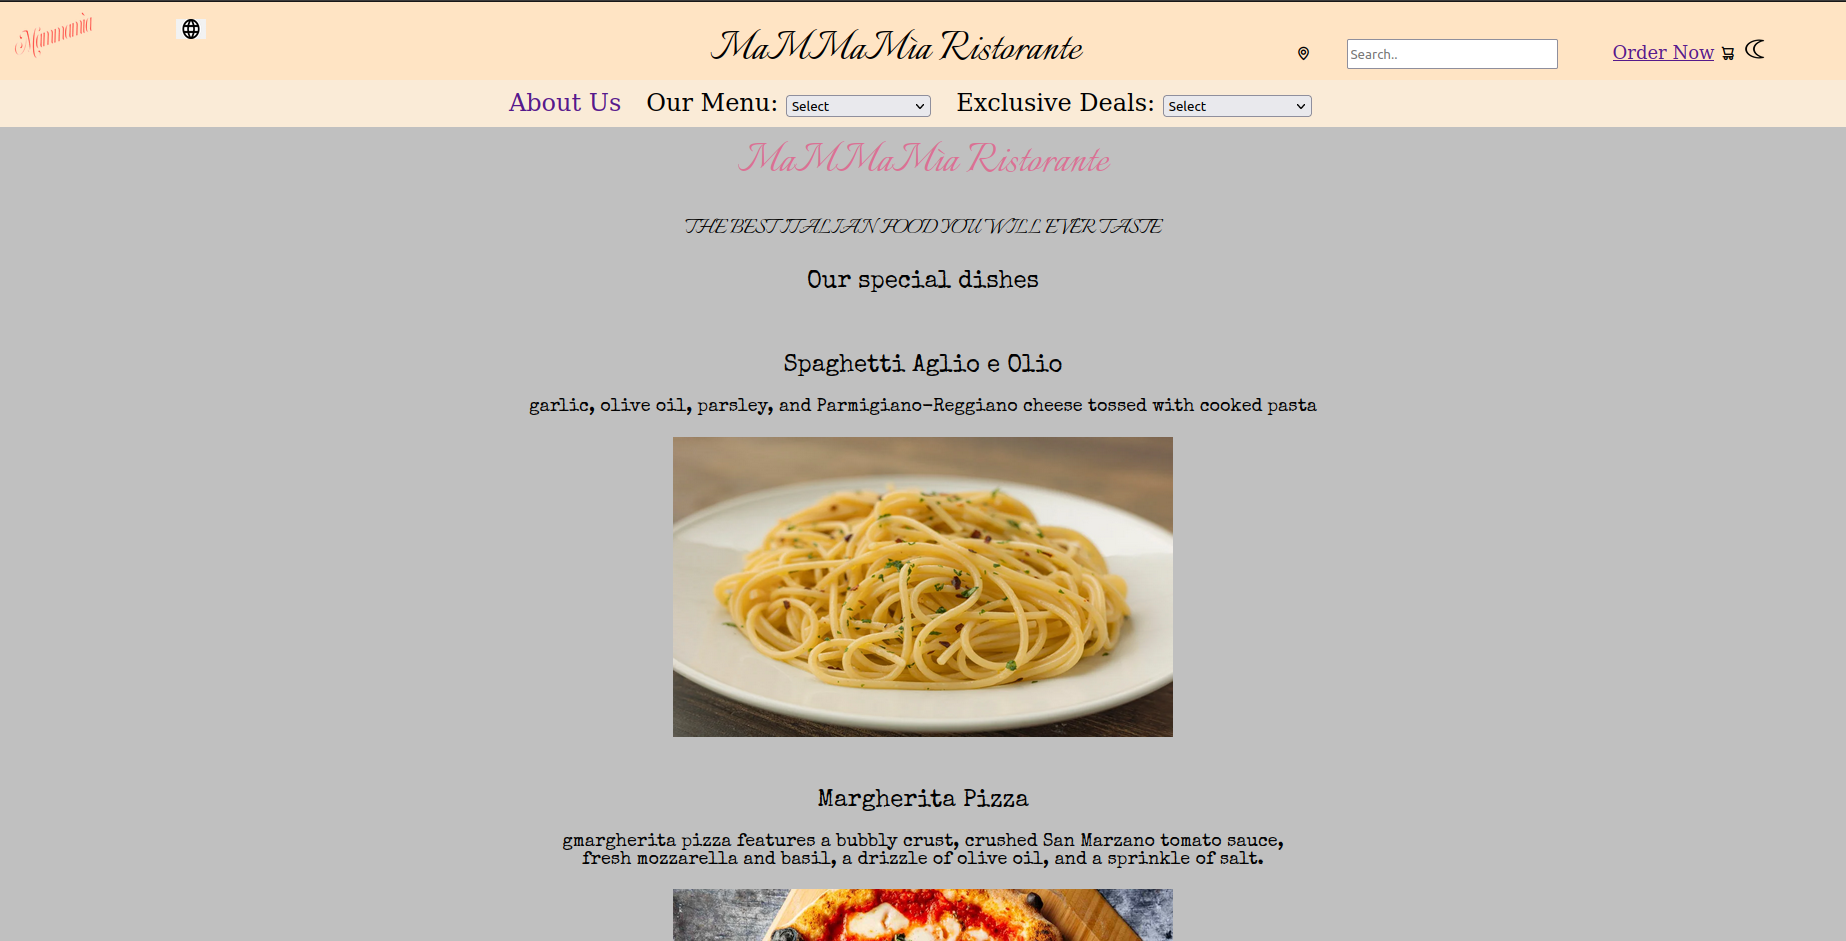 Mammamia
MaMMaMìa Ristorante
Search..
Order Now
About Us
Our Menu:
Select
Exclusive Deals:
Select
MaMMaMìa Ristorante
THE BEST ITALIAN FOOD YOU WILL EVER TASTE
Our special dishes
Spaghetti Aglio e Olio
garlic, olive oil, parsley, and Parmigiano-Reggiano cheese tossed with cooked pasta
Margherita Pizza
gmargherita pizza features a bubbly crust, crushed San Marzano tomato sauce,
fresh mozzarella and basil, a drizzle of olive oil, and a sprinkle of salt.